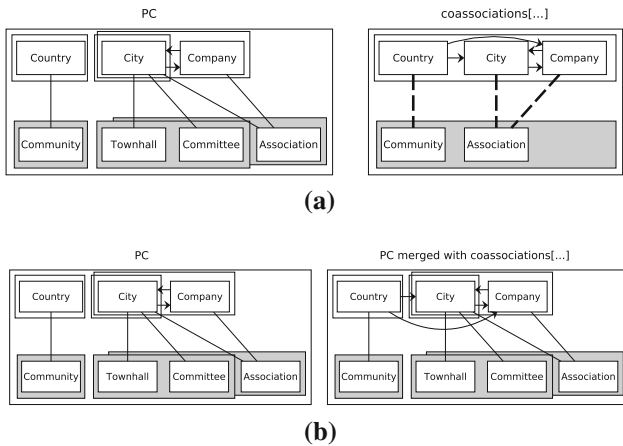 PC coassociations[...]
Country City Company Country City Company
Community Townhall Committee Association Community Association
(a)
PC PC merged with coassociations[...]
Country City Company Country City Company
Community Townhall Committee Association Community Townhall Committee Association
(b)